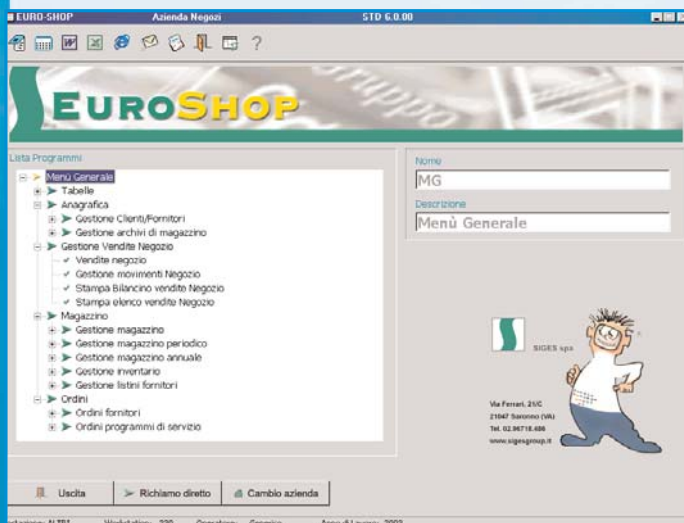 EURO-SHOP Azienda Negozi STD 6.0.00
Gruppo
EUROSHOP
Lista Programmi
Menù Generale
Tabelle
Anagrafica
Gestione Clienti/Fornitori
Gestione archivi di magazzino
Gestione Vendite Negozio
Vendite negozio
Gestione movimenti Negozio
Stampa Bilancino vendite Negozio
Stampa elenco vendite Negozio
Magazzino
Gestione magazzino
Gestione magazzino periodico
Gestione magazzino annuale
Gestione inventario
Gestione listini fornitori
Ordini
Ordini fornitori
Ordini programmi di servizio
Nome
MG
Descrizione
Menù Generale
SIGES spa
Via Ferrari, 21/C
21047 Saronno (VA)
Tel. 02.96718.486
www.sigesgroup.it
Uscita
Richiamo diretto
Cambio azienda